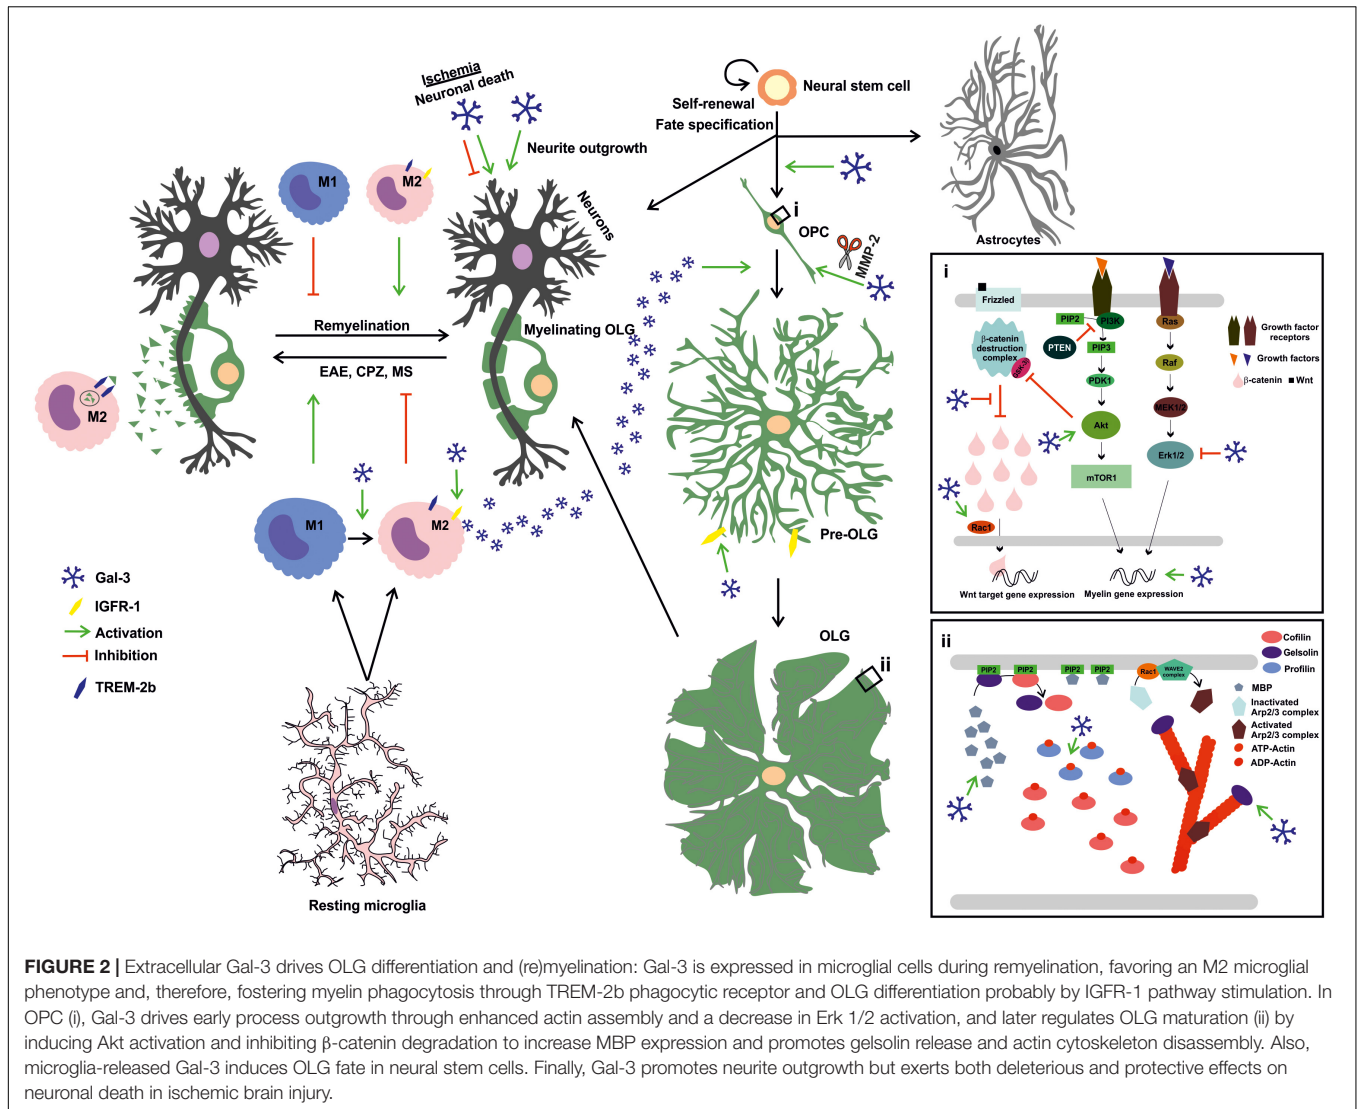 Ischemia
Neuronal death
Neurite outgrowth
M1
M2
Neurons
Remyelination
EAE, CPZ, MS
Myelinating OLG
M2
M1
M2
Gal-3
IGFR-1
Activation
Inhibition
TREM-2b
Resting microglia
Neural stem cell
Self-renewal
Fate specification
i
OPC
MMP-2
Astrocytes
Pre-OLG
OLG
ii
i
Frizzled
β-catenin
destruction
complex
PIP2
PI3K
PTEN
PIP3
PDK1
Akt
mTOR1
Ras
Raf
MEK1/2
Erk1/2
Rac1
Growth factor
receptors
Growth factors
β-catenin
Wnt
Wnt target gene expression
Myelin gene expression
ii
PIP2
PIP2
PIP2
PIP2
Rac1
WAVE2
complex
Cofilin
Gelsolin
Profilin
MBP
Inactivated
Arp2/3 complex
Activated
Arp2/3 complex
ATP-Actin
ADP-Actin
FIGURE 2 | Extracellular Gal-3 drives OLG differentiation and (re)myelination: Gal-3 is expressed in microglial cells during remyelination, favoring an M2 microglial
phenotype and, therefore, fostering myelin phagocytosis through TREM-2b phagocytic receptor and OLG differentiation probably by IGFR-1 pathway stimulation. In
OPC (i), Gal-3 drives early process outgrowth through enhanced actin assembly and a decrease in Erk 1/2 activation, and later regulates OLG maturation (ii) by
inducing Akt activation and inhibiting β-catenin degradation to increase MBP expression and promotes gelsolin release and actin cytoskeleton disassembly. Also,
microglia-released Gal-3 induces OLG fate in neural stem cells. Finally, Gal-3 promotes neurite outgrowth but exerts both deleterious and protective effects on
neuronal death in ischemic brain injury.